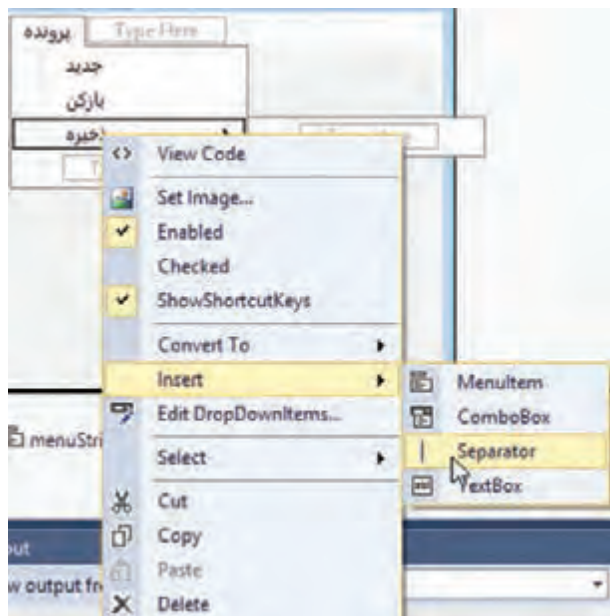 پرونده
Type Here
جدید
بازکن
ذخیره
View Code
Set Image...
Enabled
Checked
ShowShortcutKeys
Convert To
Insert
Edit DropDownItems...
Select
Cut
Copy
Paste
Delete
MenuItem
ComboBox
Separator
TextBox
menuStri
out
w output fr